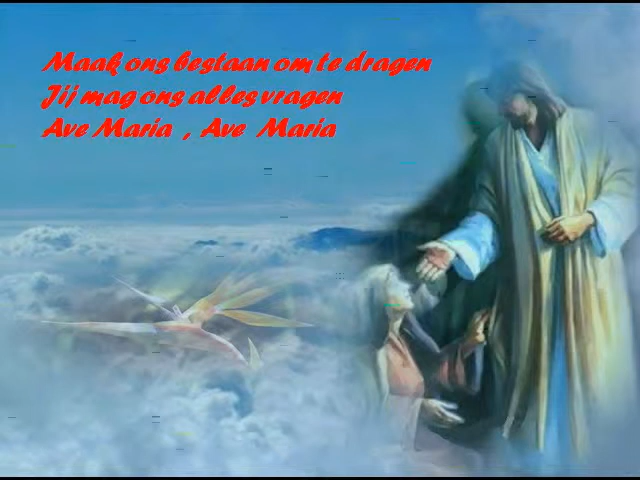 Maak ons bestaan om te dragen
Jij mag ons alles vragen
Ave Maria , Ave Maria